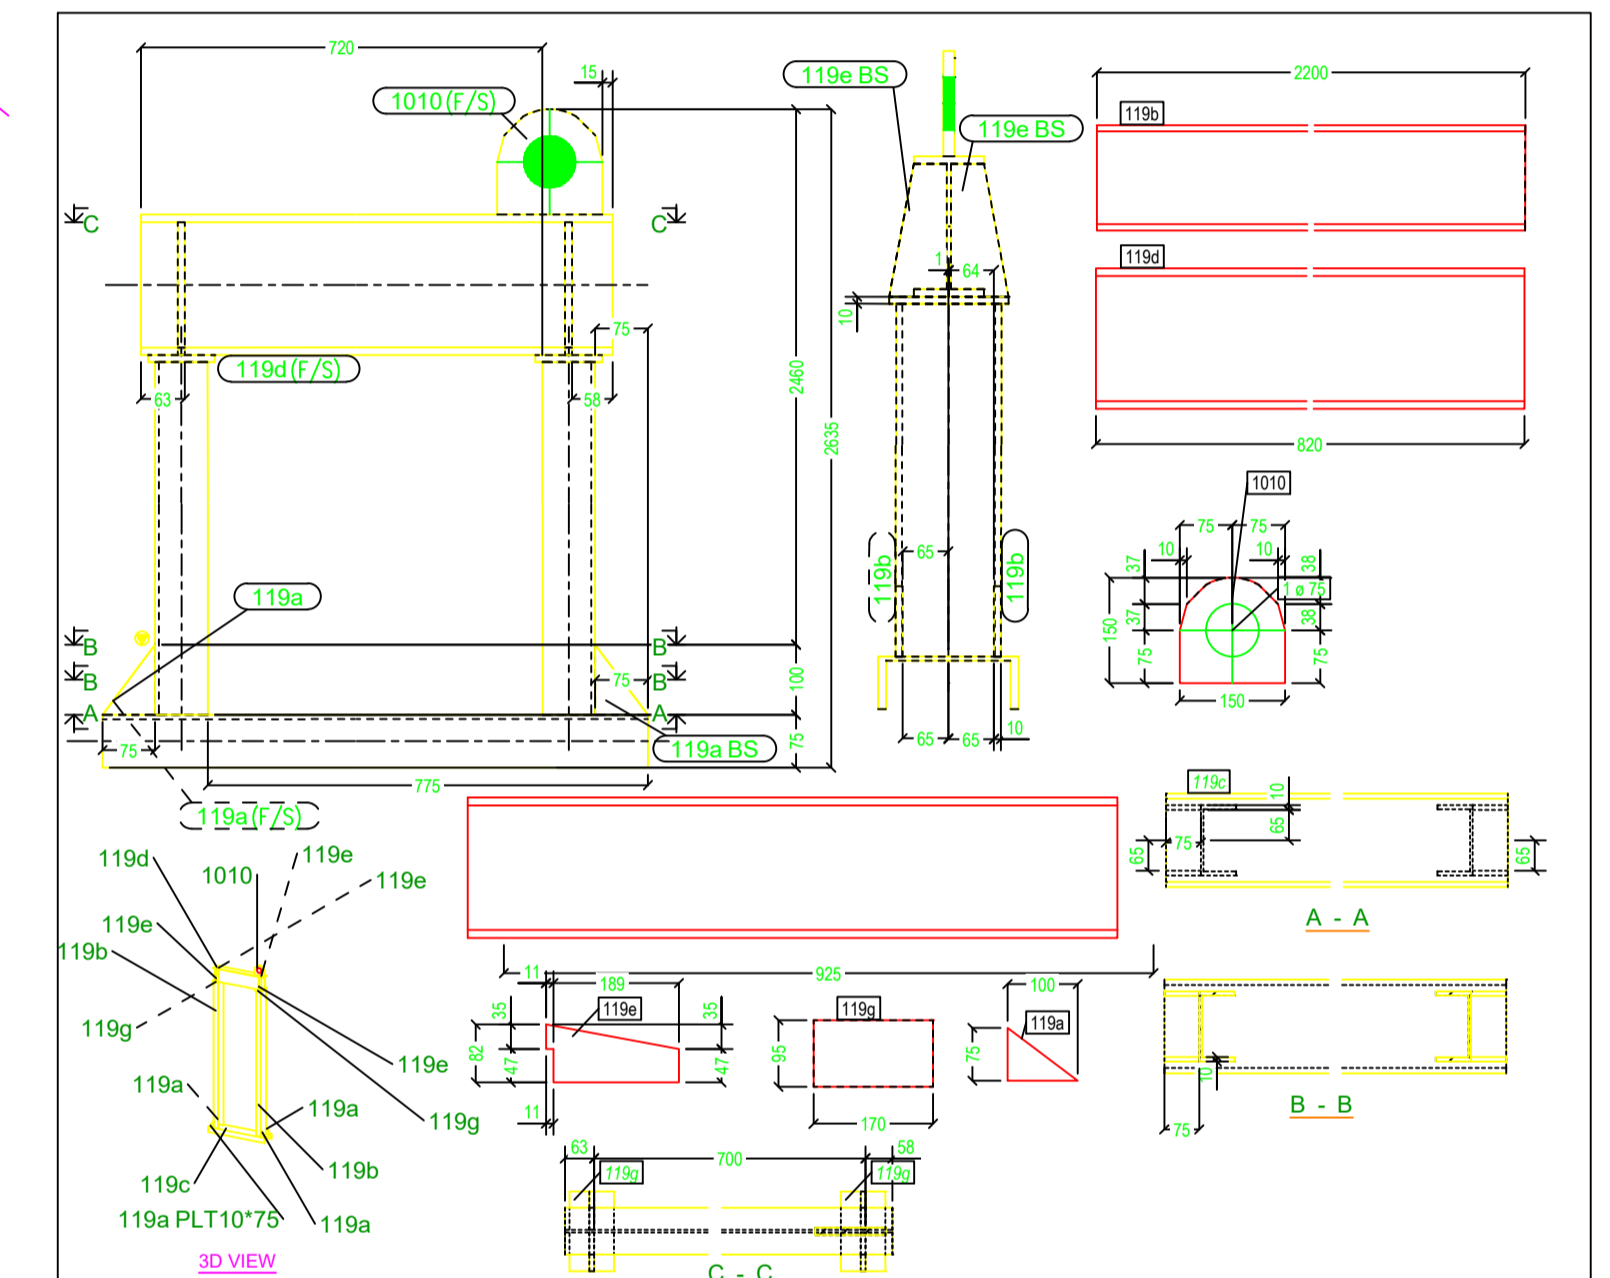 720
15
1010 (F/S)
C
C
119d (F/S)
75
63
58
2460
2635
119a
B
B
B
B
75
100
A
A
75
75
119a BS
775
119a (F/S)
119e BS
119e BS
1
64
10
65
119b
119b
65
65
10
2200
119b
119d
820
1010
75
75
10
10
37
38
1 ø 75
37
38
150
75
75
150
119c
10
65
75
65
65
A - A
10
75
B - B
925
11
189
119e
35
35
82
47
47
11
119g
95
170
100
119a
75
63
700
58
119g
119g
C - C
119d
1010
119e
119e
119e
119b
119g
119e
119a
119a
119g
119b
119c
119a PLT10*75
119a
3D VIEW